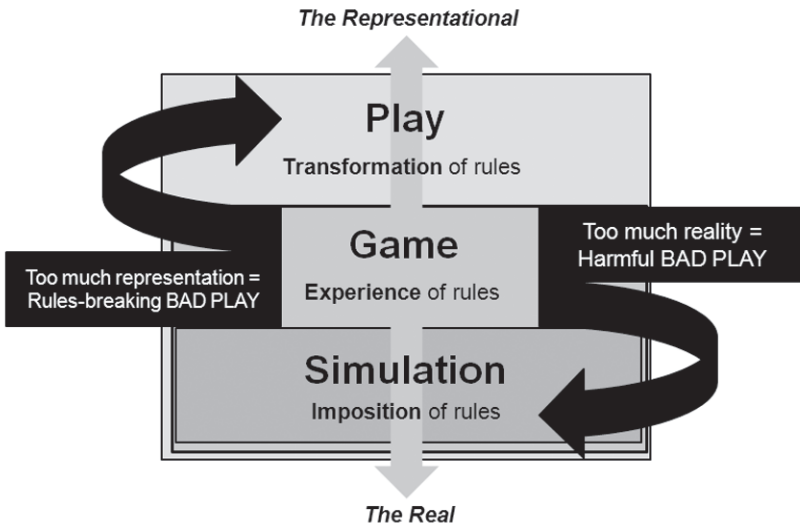 The Representational
Play
Transformation of rules
Game
Experience of rules
Too much reality =
Harmful BAD PLAY
Too much representation =
Rules-breaking BAD PLAY
Simulation
Imposition of rules
The Real